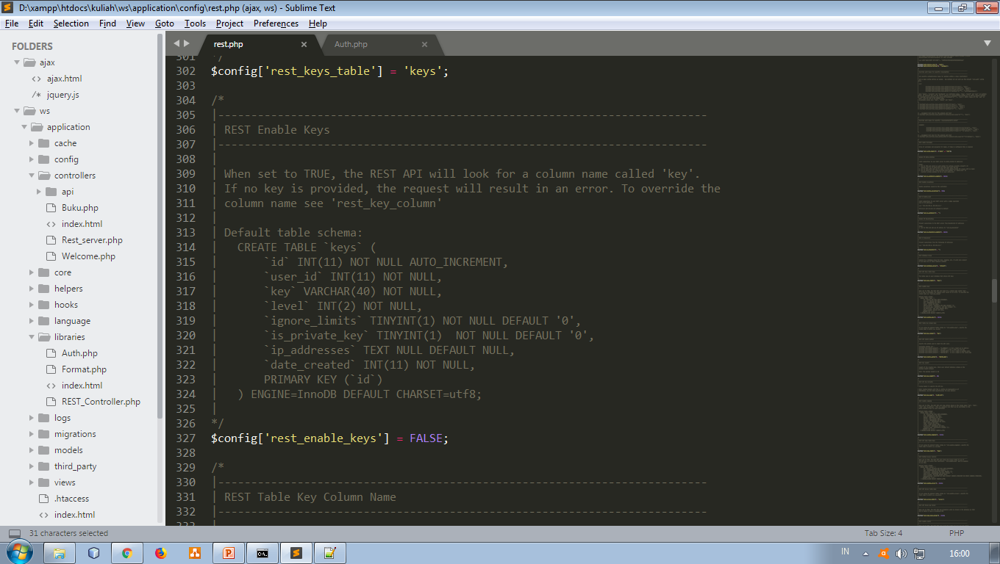 D:\xampp\htdocs\kuliah\ws\application\config\rest.php (ajax, ws) - Sublime Text
File Edit Selection Find View Goto Tools Project Preferences Help
FOLDERS
ajax
ajax.html
/* jquery.js
ws
application
cache
config
controllers
api
Buku.php
index.html
Rest_server.php
Welcome.php
core
helpers
hooks
language
libraries
Auth.php
Format.php
index.html
REST_Controller.php
logs
migrations
models
third_party
views
.htaccess
index.html
rest.php
Auth.php
301 */
302 $config['rest_keys_table'] = 'keys';
303
304 /*
305 |--------------------------------------------------------------------------
306 | REST Enable Keys
307 |--------------------------------------------------------------------------
308 |
309 | When set to TRUE, the REST API will look for a column name called 'key'.
310 | If no key is provided, the request will result in an error. To override the
311 | column name see 'rest_key_column'
312 |
313 | Default table schema:
314 |   CREATE TABLE `keys` (
315 |       `id` INT(11) NOT NULL AUTO_INCREMENT,
316 |       `user_id` INT(11) NOT NULL,
317 |       `key` VARCHAR(40) NOT NULL,
318 |       `level` INT(2) NOT NULL,
319 |       `ignore_limits` TINYINT(1) NOT NULL DEFAULT '0',
320 |       `is_private_key` TINYINT(1)  NOT NULL DEFAULT '0',
321 |       `ip_addresses` TEXT NULL DEFAULT NULL,
322 |       `date_created` INT(11) NOT NULL,
323 |       PRIMARY KEY (`id`)
324 |   ) ENGINE=InnoDB DEFAULT CHARSET=utf8;
325 |
326 */
327 $config['rest_enable_keys'] = FALSE;
328
329 /*
330 |--------------------------------------------------------------------------
331 | REST Table Key Column Name
332 |--------------------------------------------------------------------------
333 |
31 characters selected
Tab Size: 4
PHP
IN
16:00